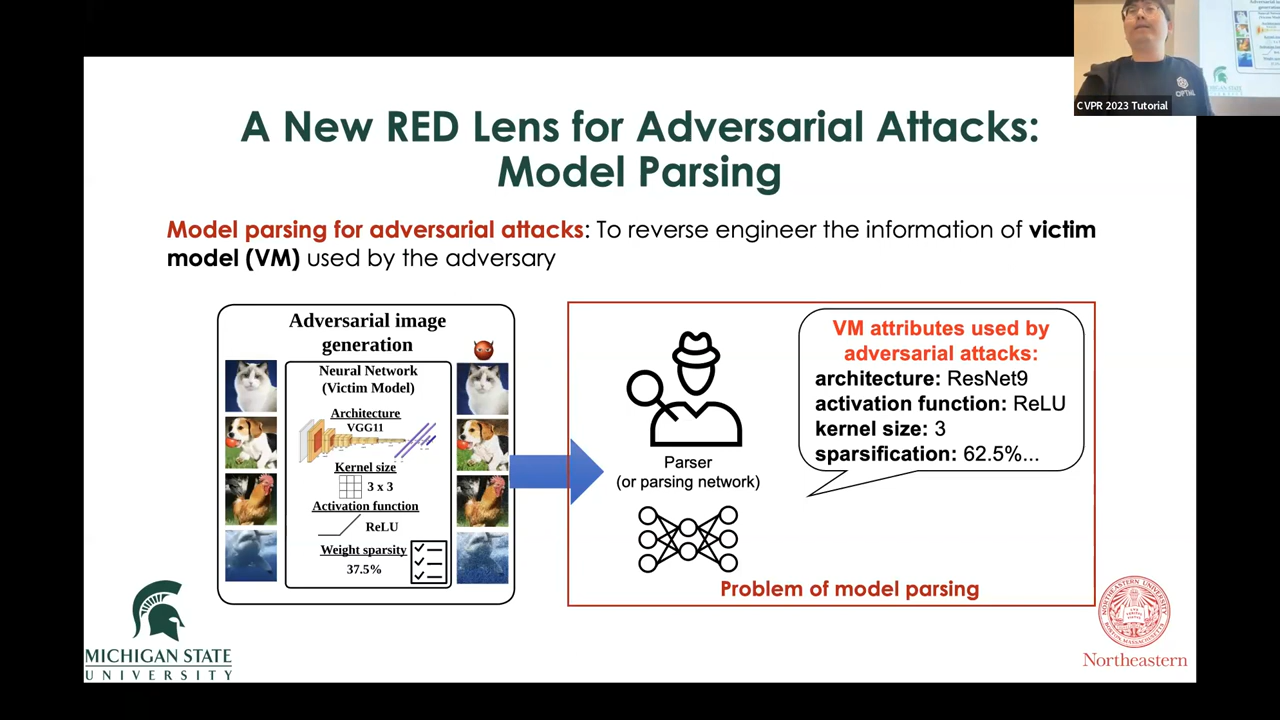 CVPR 2023 Tutorial
A New RED Lens for Adversarial Attacks:
Model Parsing
Model parsing for adversarial attacks: To reverse engineer the information of victim
model (VM) used by the adversary
Adversarial image
generation
Neural Network
(Victim Model)
Architecture
VGG11
Kernel size
3 x 3
Activation function
ReLU
Weight sparsity
37.5%
Parser
(or parsing network)
VM attributes used by
adversarial attacks:
architecture: ResNet9
activation function: ReLU
kernel size: 3
sparsification: 62.5%...
Problem of model parsing
MICHIGAN STATE
UNIVERSITY
Northeastern